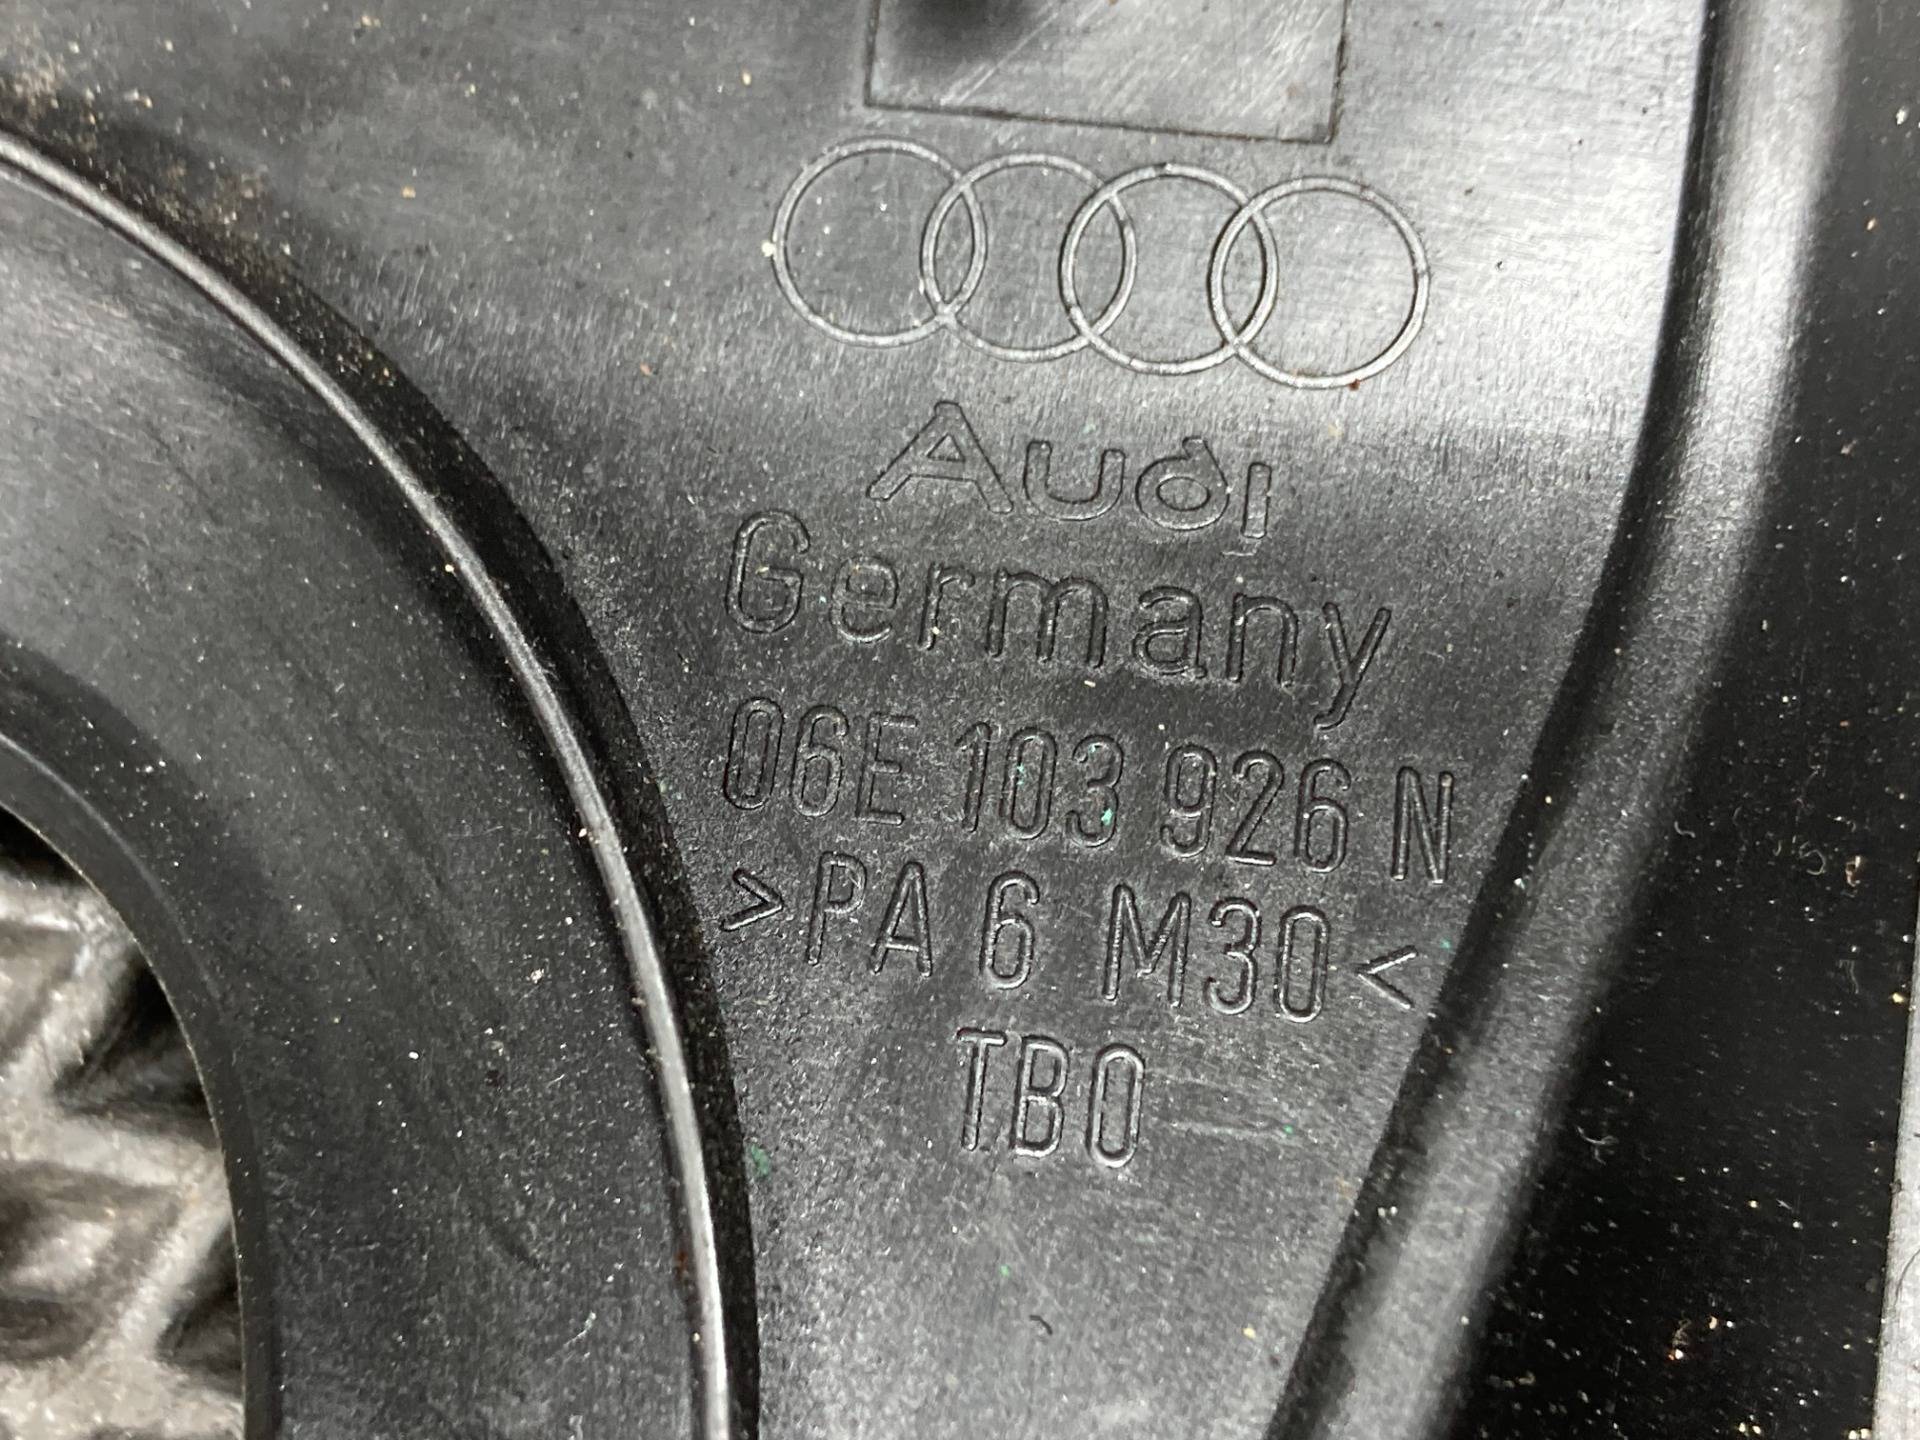 Audi
Germany
06E 103 926 N
>PA 6 M30<
TBO